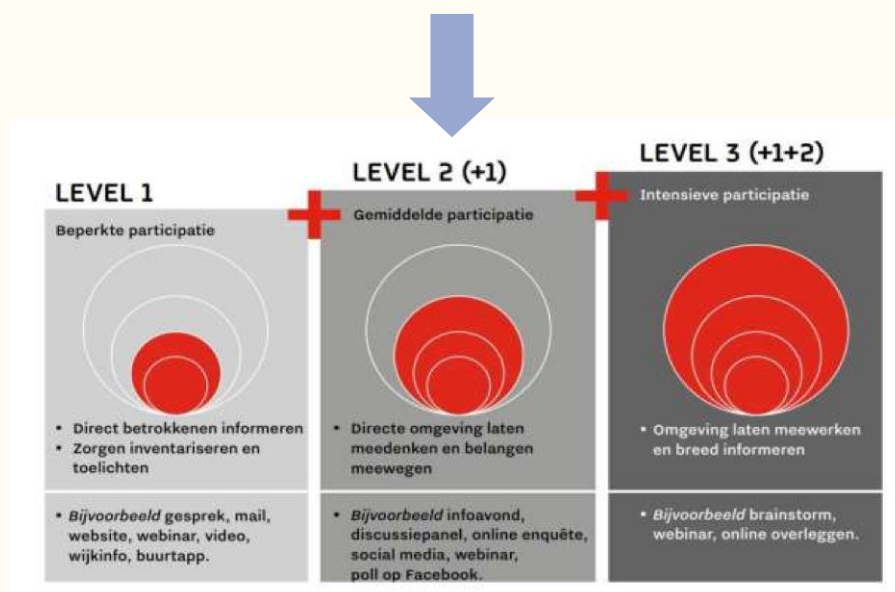 LEVEL 1
Beperkte participatie
• Direct betrokkenen informeren
• Zorgen inventariseren en
toelichten
• Bijvoorbeeld gesprek, mail,
website, webinar, video,
wijkinfo, buurtapp.
LEVEL 2 (+1)
Gemiddelde participatie
• Directe omgeving laten
meedenken en belangen
meewegen
• Bijvoorbeeld infoavond,
discussiepanel, online enquête,
social media, webinar,
poll op Facebook.
LEVEL 3 (+1+2)
Intensieve participatie
• Omgeving laten meewerken
en breed informeren
• Bijvoorbeeld brainstorm,
webinar, online overleggen.